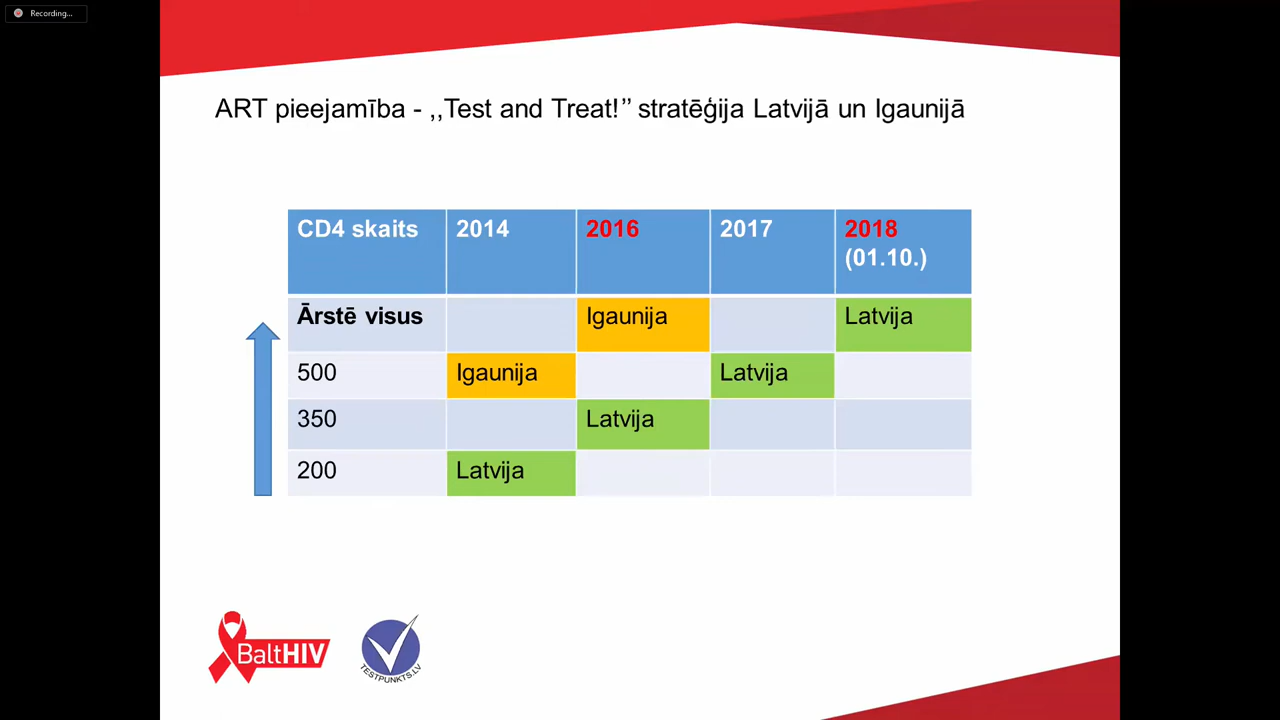 Recording...
ART pieejamība - ,,Test and Treat!’’ stratēģija Latvijā un Igaunijā
CD4 skaits 2014 2016 2017 2018
(01.10.)
Ārstē visus Igaunija Latvija
500 Igaunija Latvija
350 Latvija
200 Latvija
BaltHIV
TESTPUNKTS.LV